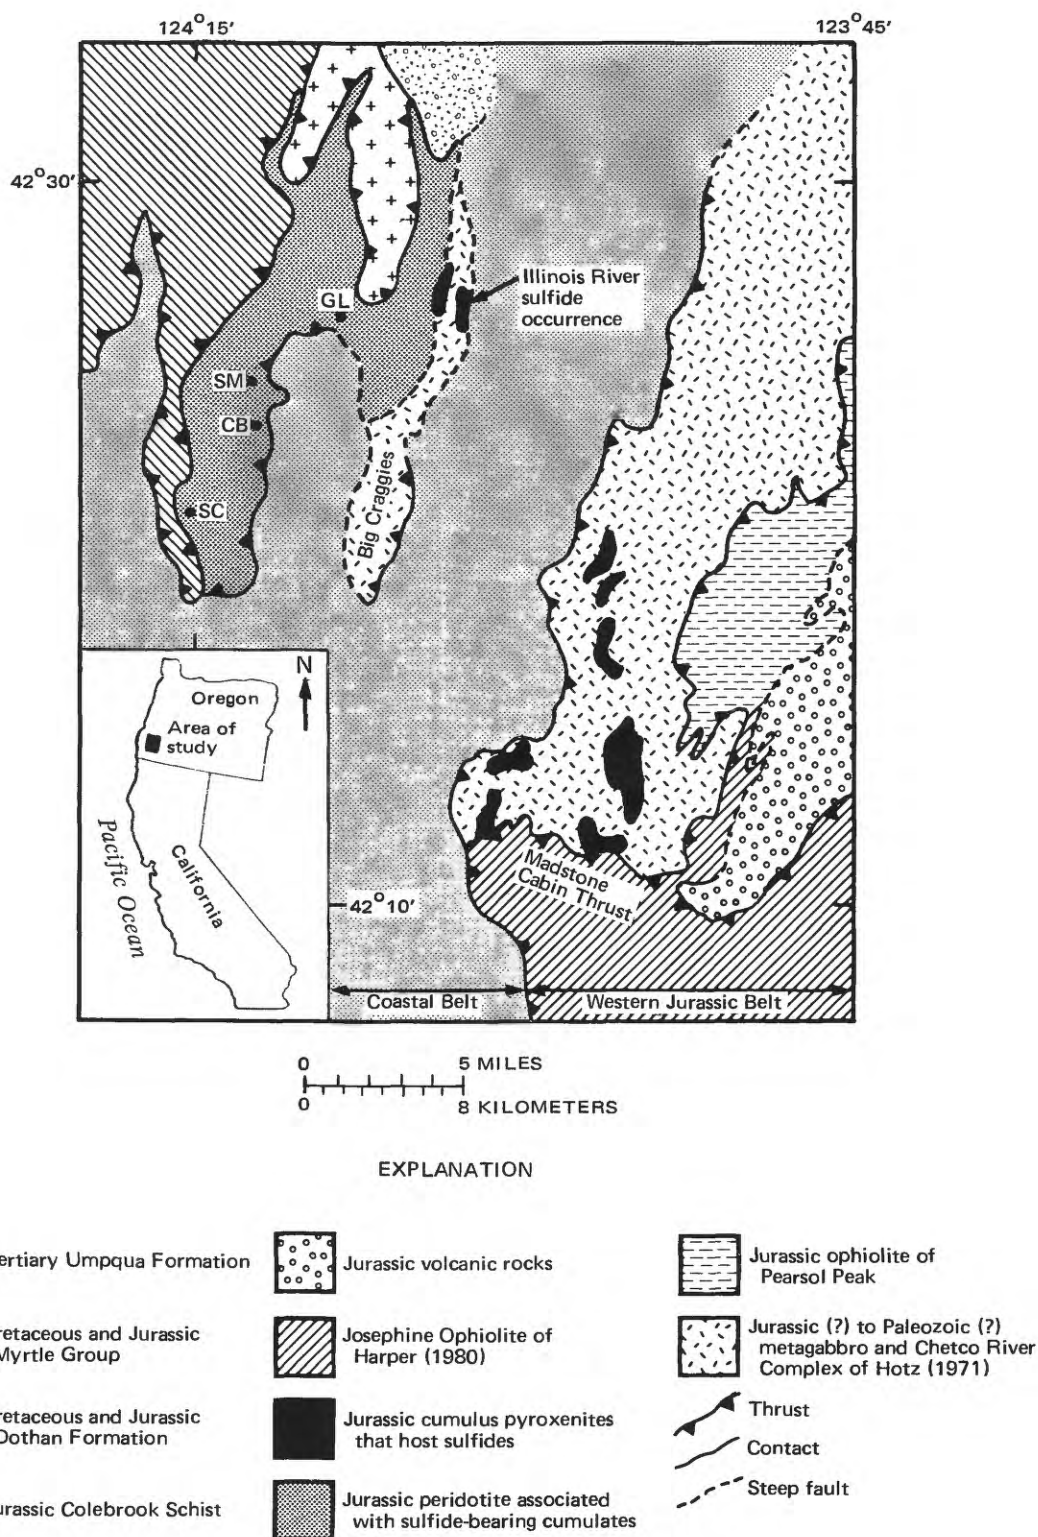 124°15'
123°45'
42°30'
GL
Illinois River
sulfide
occurrence
SM
CB
SC
Big Craggies
N
Oregon
Area of
study
Pacific Ocean
California
Madstone
Cabin Thrust
42°10'
Coastal Belt
Western Jurassic Belt
0 5 MILES
0 8 KILOMETERS
EXPLANATION
ertiary Umpqua Formation
Jurassic volcanic rocks
Jurassic ophiolite of
Pearsol Peak
retaceous and Jurassic
Myrtle Group
Josephine Ophiolite of
Harper (1980)
Jurassic (?) to Paleozoic (?)
metagabbro and Chetco River
Complex of Hotz (1971)
Thrust
retaceous and Jurassic
Dothan Formation
Jurassic cumulus pyroxenites
that host sulfides
Contact
Steep fault
urassic Colebrook Schist
Jurassic peridotite associated
with sulfide-bearing cumulates